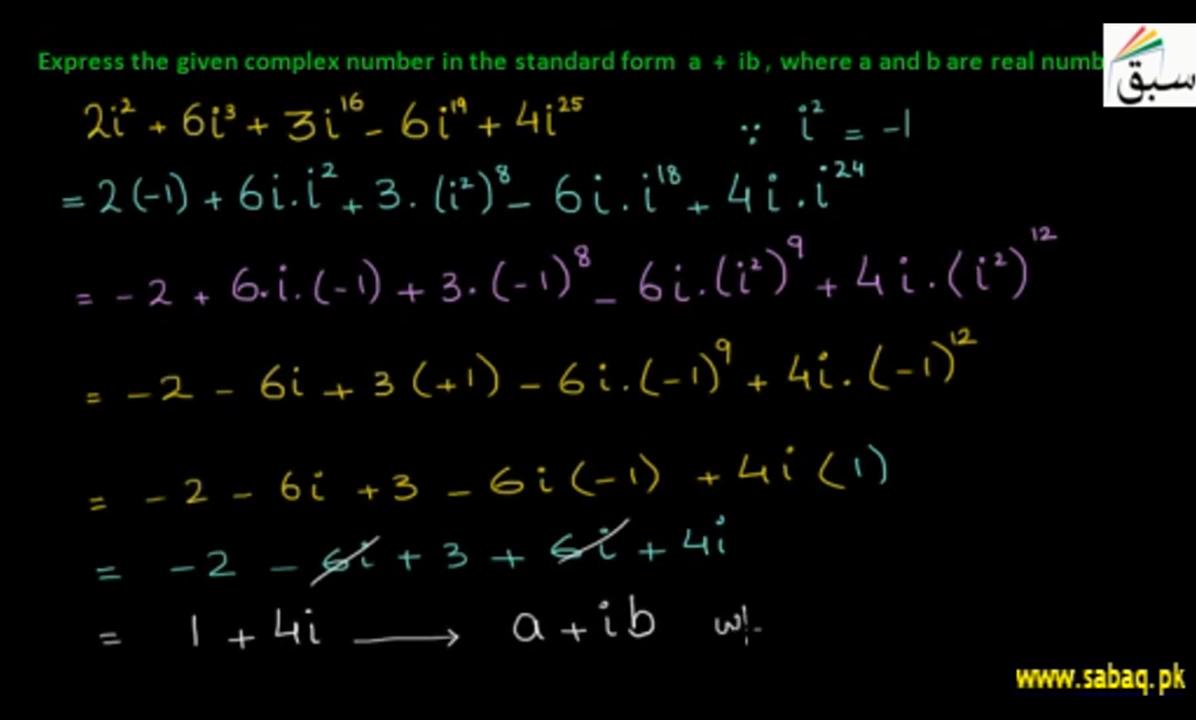 Express the given complex number in the standard form a + ib, where a and b are real numb
سبق
2i² + 6i³ + 3i¹⁶ - 6i¹⁹ + 4i²⁵ ∵ i² = -1
= 2(-1) + 6i.i² + 3.(i²)⁸ - 6i.i¹⁸ + 4i.i²⁴
= -2 + 6.i.(-1) + 3.(-1)⁸ - 6i.(i²)⁹ + 4i.(i²)¹²
= -2 - 6i + 3(+1) - 6i.(-1)⁹ + 4i.(-1)¹²
= -2 - 6i + 3 - 6i(-1) + 4i(1)
= -2 - 6i + 3 + 6i + 4i
= 1 + 4i ⟶ a + ib
www.sabaq.pk